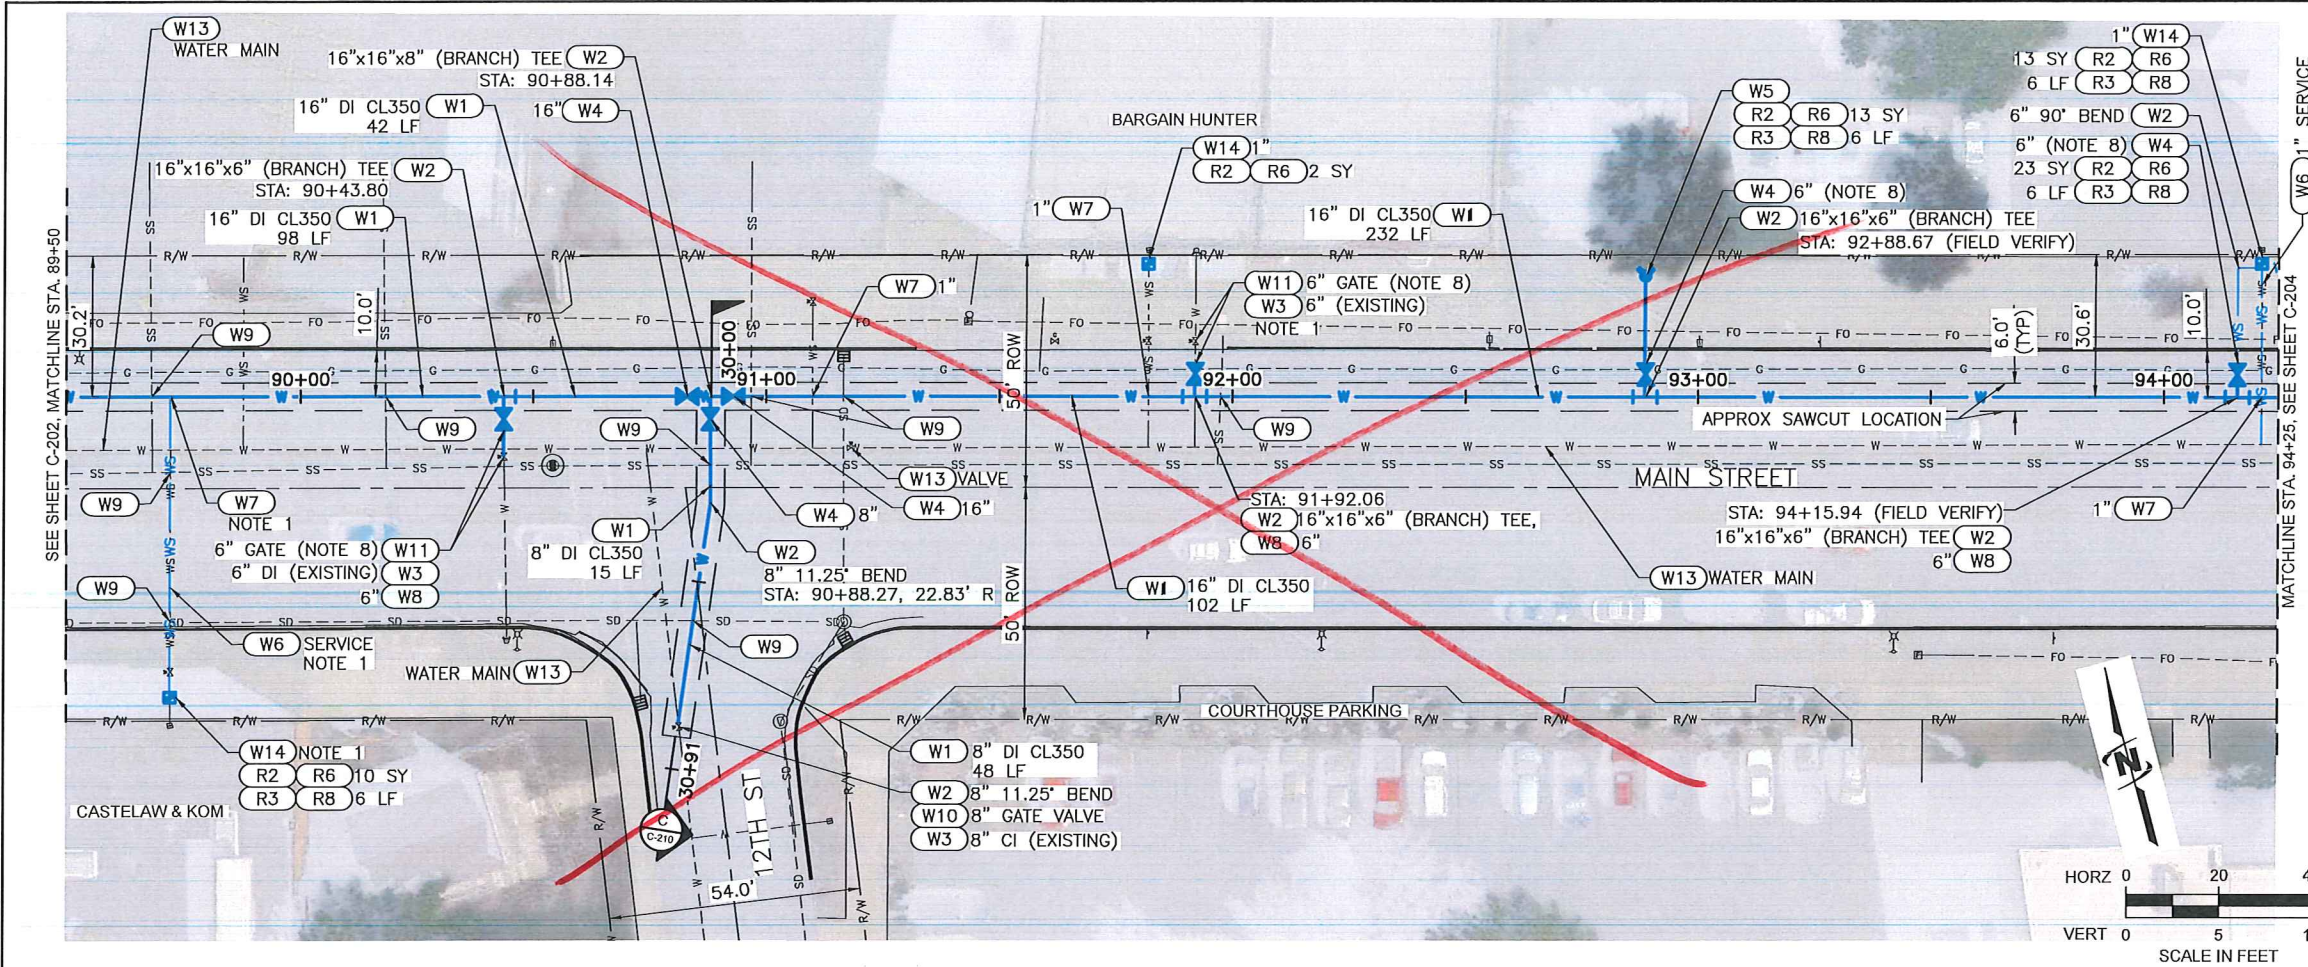 W13
WATER MAIN
16"x16"x8" (BRANCH) TEE W2
STA: 90+88.14
16" DI CL350 W1
42 LF
16" W4
16"x16"x6" (BRANCH) TEE W2
STA: 90+43.80
16" DI CL350 W1
98 LF
BARGAIN HUNTER
W14 1"
R2 R6 2 SY
1" W7
16" DI CL350 W1
232 LF
W5
R2 R6 13 SY
R3 R8 6 LF
W4 6" (NOTE 8)
W2 16"x16"x6" (BRANCH) TEE
STA: 92+88.67 (FIELD VERIFY)
1" W14
13 SY R2 R6
6 LF R3 R8
6" 90° BEND W2
6" (NOTE 8) W4
23 SY R2 R6
6 LF R3 R8
W6 1" SERVICE
SEE SHEET C-202, MATCHLINE STA. 89+50
MATCHLINE STA. 94+25, SEE SHEET C-204
R/W R/W R/W R/W R/W R/W R/W R/W R/W R/W R/W R/W R/W R/W R/W
30.2'
10.0'
W9
W7 1"
W11 6" GATE (NOTE 8)
W3 6" (EXISTING)
NOTE 1
6.0'
(TYP)
30.6'
10.0'
FO FO FO FO FO FO FO FO FO FO
30+00
50' ROW
90+00
91+00
92+00
93+00
94+00
W9
W9
W9
W9
APPROX SAWCUT LOCATION
W13 VALVE
W4 16"
W4 8"
MAIN STREET
W9
W7
NOTE 1
W1
8" DI CL350
15 LF
W2
8" 11.25° BEND
STA: 90+88.27, 22.83' R
STA: 91+92.06
W2 16"x16"x6" (BRANCH) TEE,
W8 6"
STA: 94+15.94 (FIELD VERIFY)
16"x16"x6" (BRANCH) TEE W2
6" W8
1" W7
6" GATE (NOTE 8) W11
6" DI (EXISTING) W3
6" W8
W1 16" DI CL350
102 LF
W13 WATER MAIN
W9
W6 SERVICE
NOTE 1
WATER MAIN W13
W9
50' ROW
COURTHOUSE PARKING
R/W R/W R/W R/W R/W R/W R/W R/W R/W R/W R/W R/W R/W R/W
W14 NOTE 1
R2 R6 10 SY
R3 R8 6 LF
CASTELAW & KOM
30+91
W1 8" DI CL350
48 LF
W2 8" 11.25° BEND
W10 8" GATE VALVE
W3 8" CI (EXISTING)
C
C-210
12TH ST
54.0'
N
HORZ 0 20
VERT 0 5
SCALE IN FEET